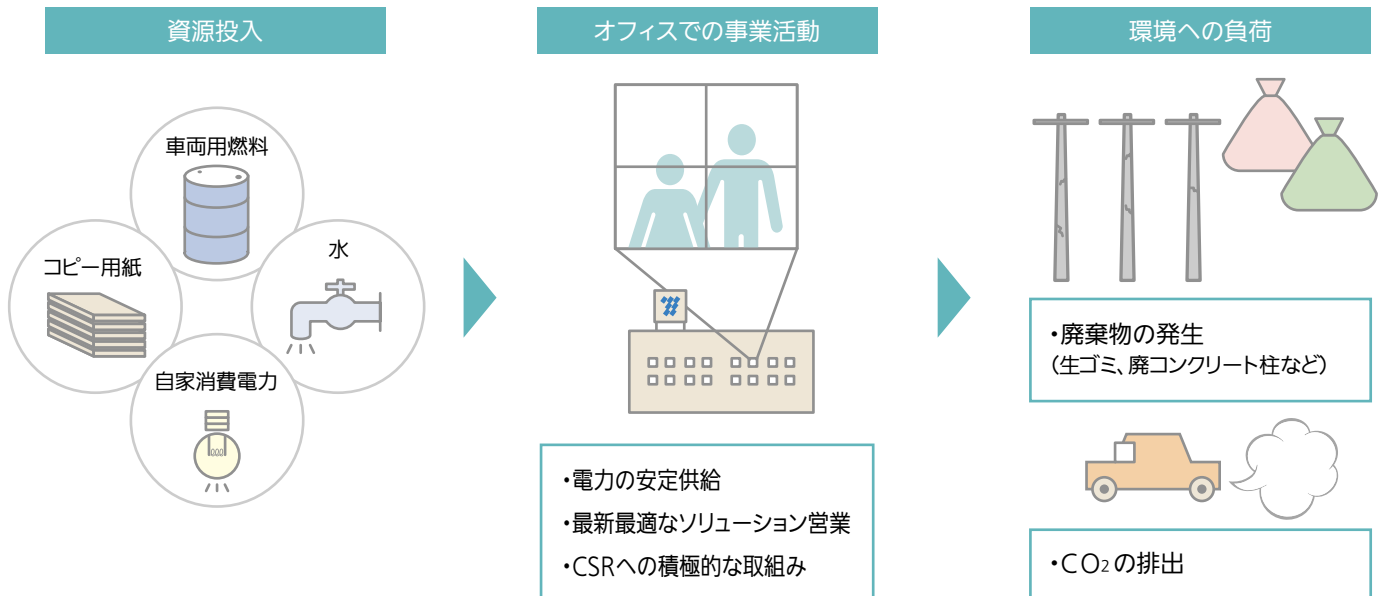 資源投入
車両用燃料
コピー用紙
水
自家消費電力
オフィスでの事業活動
・電力の安定供給
・最新最適なソリューション営業
・CSRへの積極的な取組み
環境への負荷
・廃棄物の発生
（生ゴミ、廃コンクリート柱など）
・CO2の排出